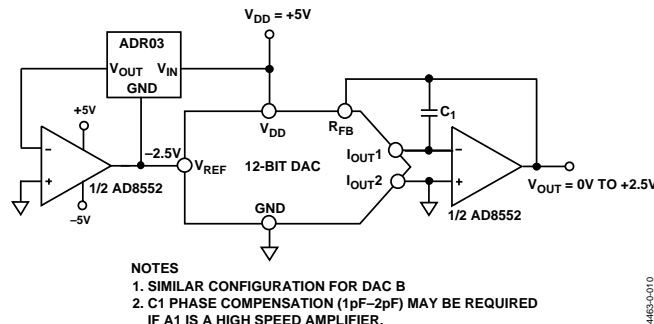 VDD = +5V
ADR03
VOUT VIN
GND
+5V
–
+
1/2 AD8552
–5V
–2.5V
VREF
VDD
RFB
12-BIT DAC
IOUT1
IOUT2
GND
C1
–
+
1/2 AD8552
VOUT = 0V TO +2.5V
NOTES
1. SIMILAR CONFIGURATION FOR DAC B
2. C1 PHASE COMPENSATION (1pF–2pF) MAY BE REQUIRED
IF A1 IS A HIGH SPEED AMPLIFIER.
4463-0-010